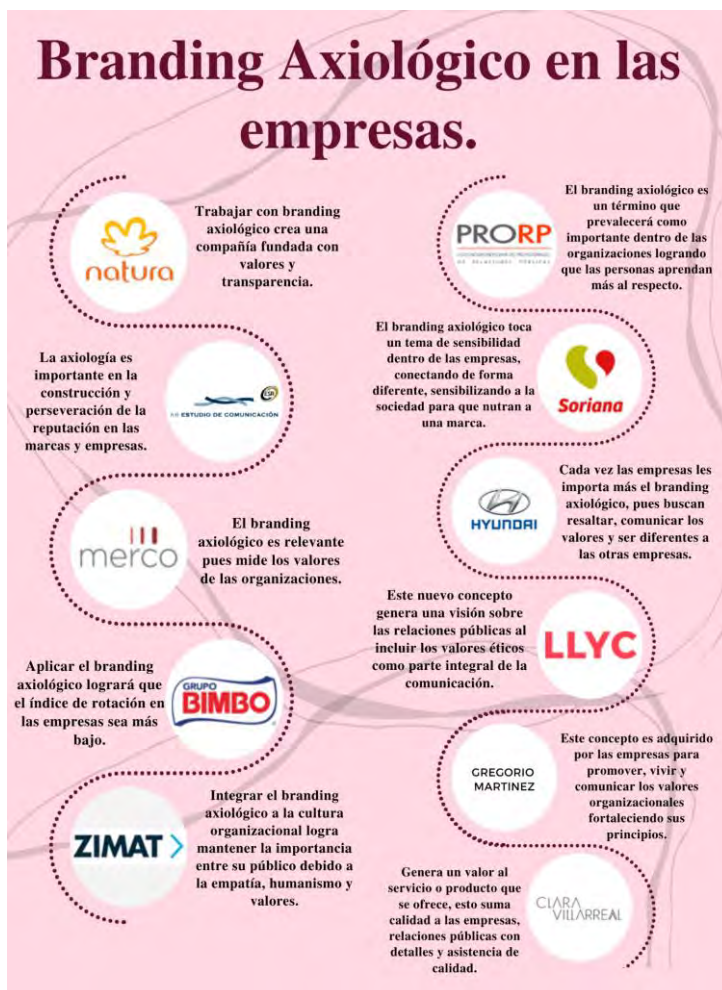 Branding Axiológico en las
empresas.
natura
Trabajar con branding
axiológico crea una
compañía fundada con
valores y
transparencia.
La axiología es
importante en la
construcción y
perseveración de la
reputación en las
marcas y empresas.
ESTUDIO DE COMUNICACIÓN
merco
El branding
axiológico es relevante
pues mide los valores
de las organizaciones.
Aplicar el branding
axiológico logrará que
el índice de rotación en
las empresas sea más
bajo.
GRUPO
BIMBO
ZIMAT
Integrar el branding
axiológico a la cultura
organizacional logra
mantener la importancia
entre su público debido a
la empatía, humanismo y
valores.
PRORP
DE RELACIONES PÚBLICAS
El branding axiológico es
un término que
prevalecerá como
importante dentro de las
organizaciones logrando
que las personas aprendan
más al respecto.
El branding axiológico toca
un tema de sensibilidad
dentro de las empresas,
conectando de forma
diferente, sensibilizando a la
sociedad para que nutran a
una marca.
Soriana
HYUNDAI
Cada vez las empresas les
importa más el branding
axiológico, pues buscan
resaltar, comunicar los
valores y ser diferentes a
las otras empresas.
Este nuevo concepto
genera una visión sobre
las relaciones públicas al
incluir los valores éticos
como parte integral de la
comunicación.
LLYC
GREGORIO
MARTINEZ
Este concepto es adquirido
por las empresas para
promover, vivir y
comunicar los valores
organizacionales
fortaleciendo sus
principios.
Genera un valor al
servicio o producto que
se ofrece, esto suma
calidad a las empresas,
relaciones públicas con
detalles y asistencia de
calidad.
CLARA
VILLARREAL